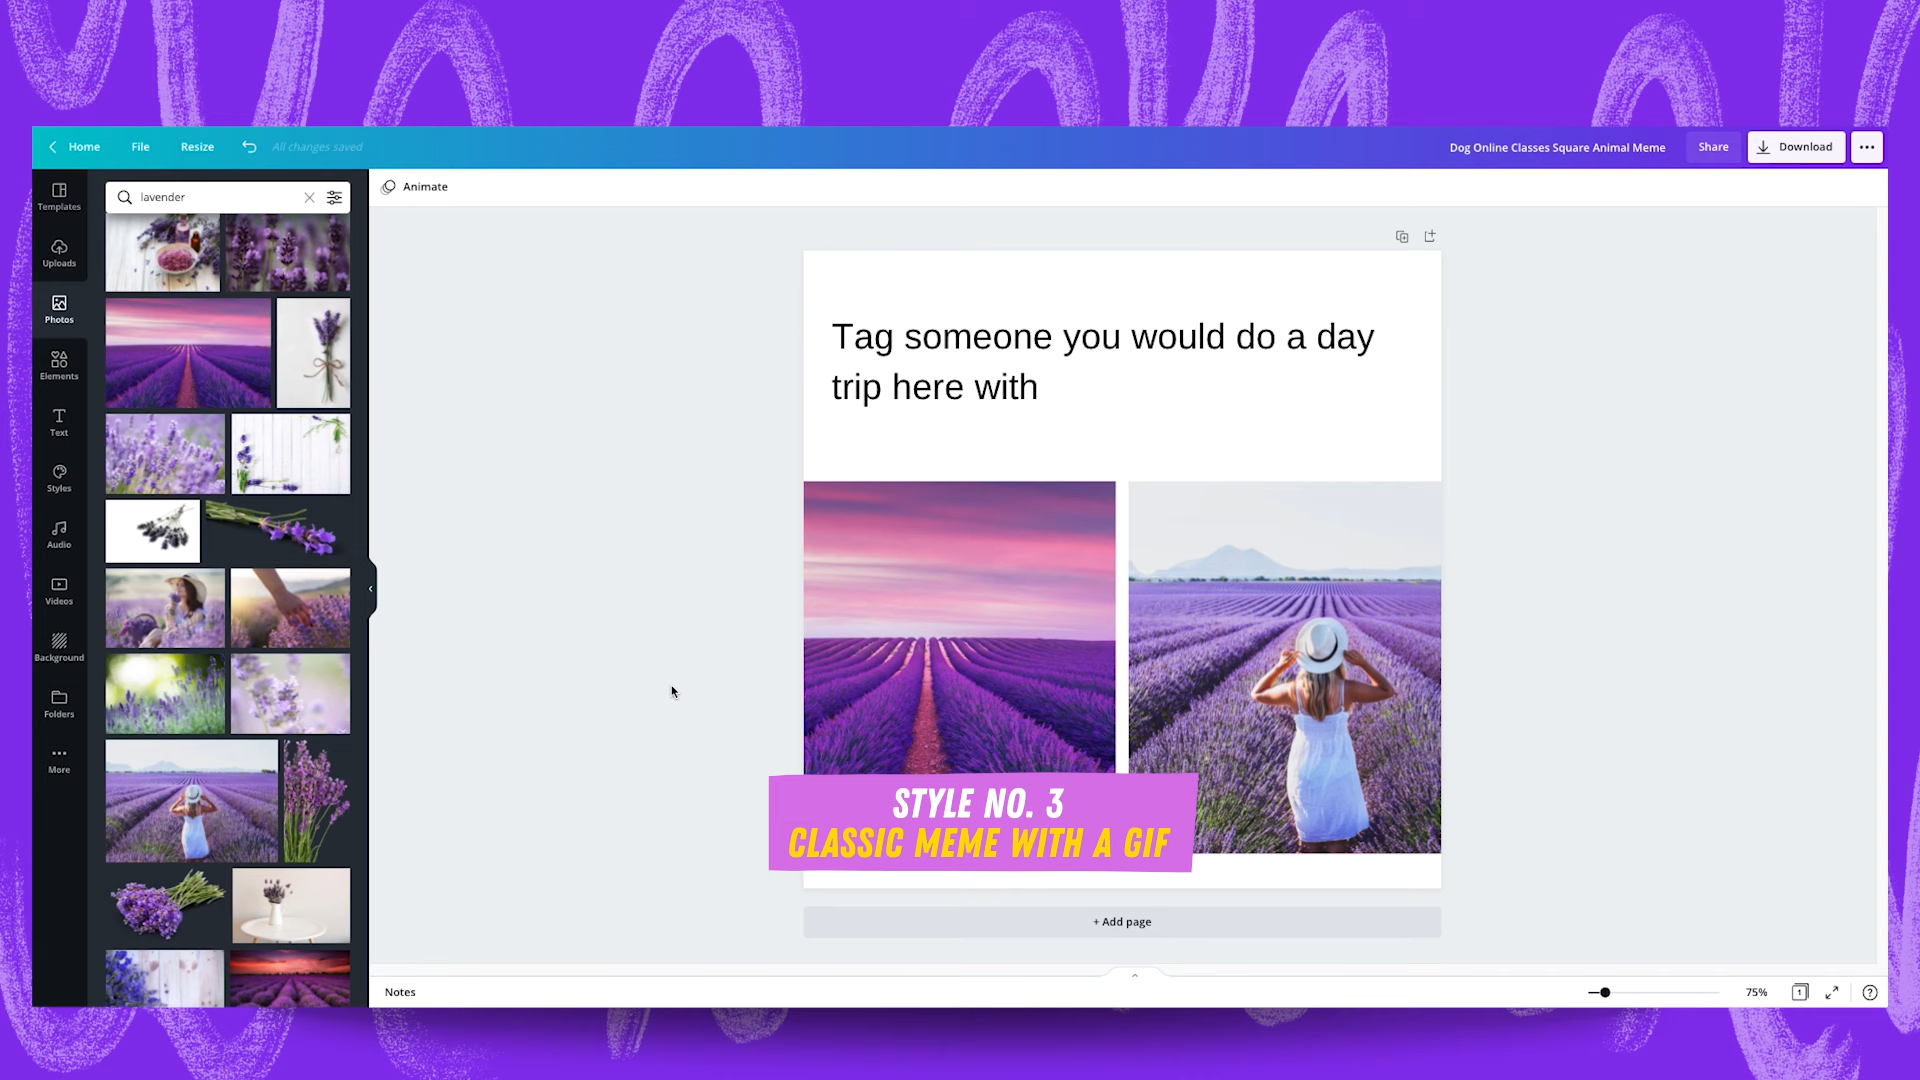 Home
File
Resize
All changes saved
Dog Online Classes Square Animal Meme
Share
Download
Templates
Uploads
Photos
Elements
Text
Styles
Audio
Videos
Background
Folders
More
lavender
Animate
Tag someone you would do a day
trip here with
STYLE NO. 3
CLASSIC MEME WITH A GIF
+ Add page
Notes
75%
1
?